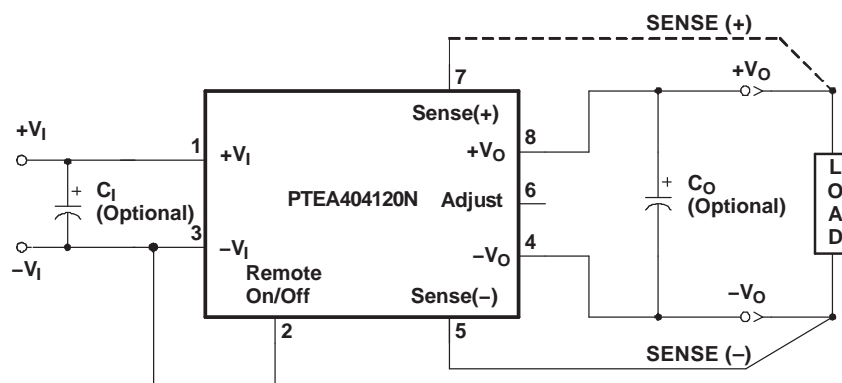 SENSE (+)
7
+VO
Sense(+)
8
+VI
1
+VI
+VO
+
CI
(Optional)
PTEA404120N
Adjust
6
+
CO
(Optional)
LOAD
3
–VI
4
–VO
–VI
Remote
On/Off
Sense(–)
–VO
2
5
SENSE (–)